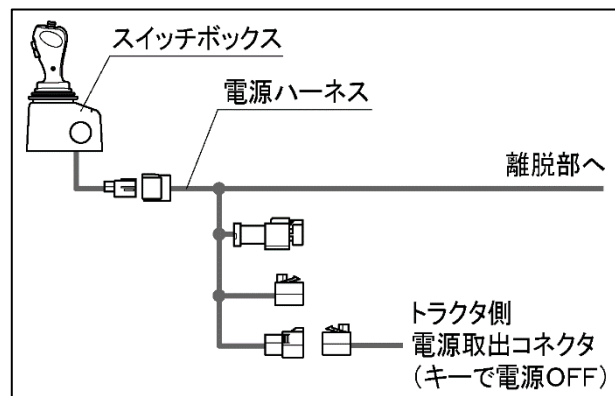 スイッチボックス
電源ハーネス
離脱部へ
トラクタ側
電源取出コネクタ
(キーで電源OFF)